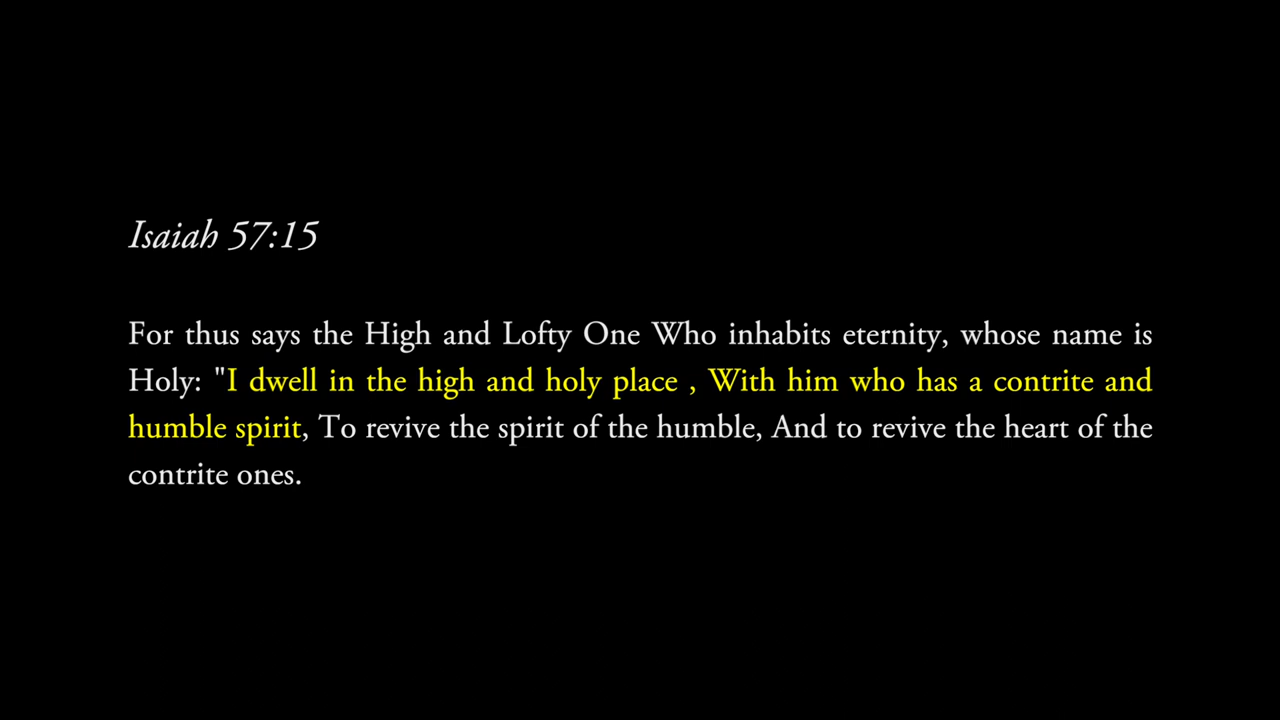 Isaiah 57:15
For thus says the High and Lofty One Who inhabits eternity, whose name is
Holy: "I dwell in the high and holy place , With him who has a contrite and
humble spirit, To revive the spirit of the humble, And to revive the heart of the
contrite ones.